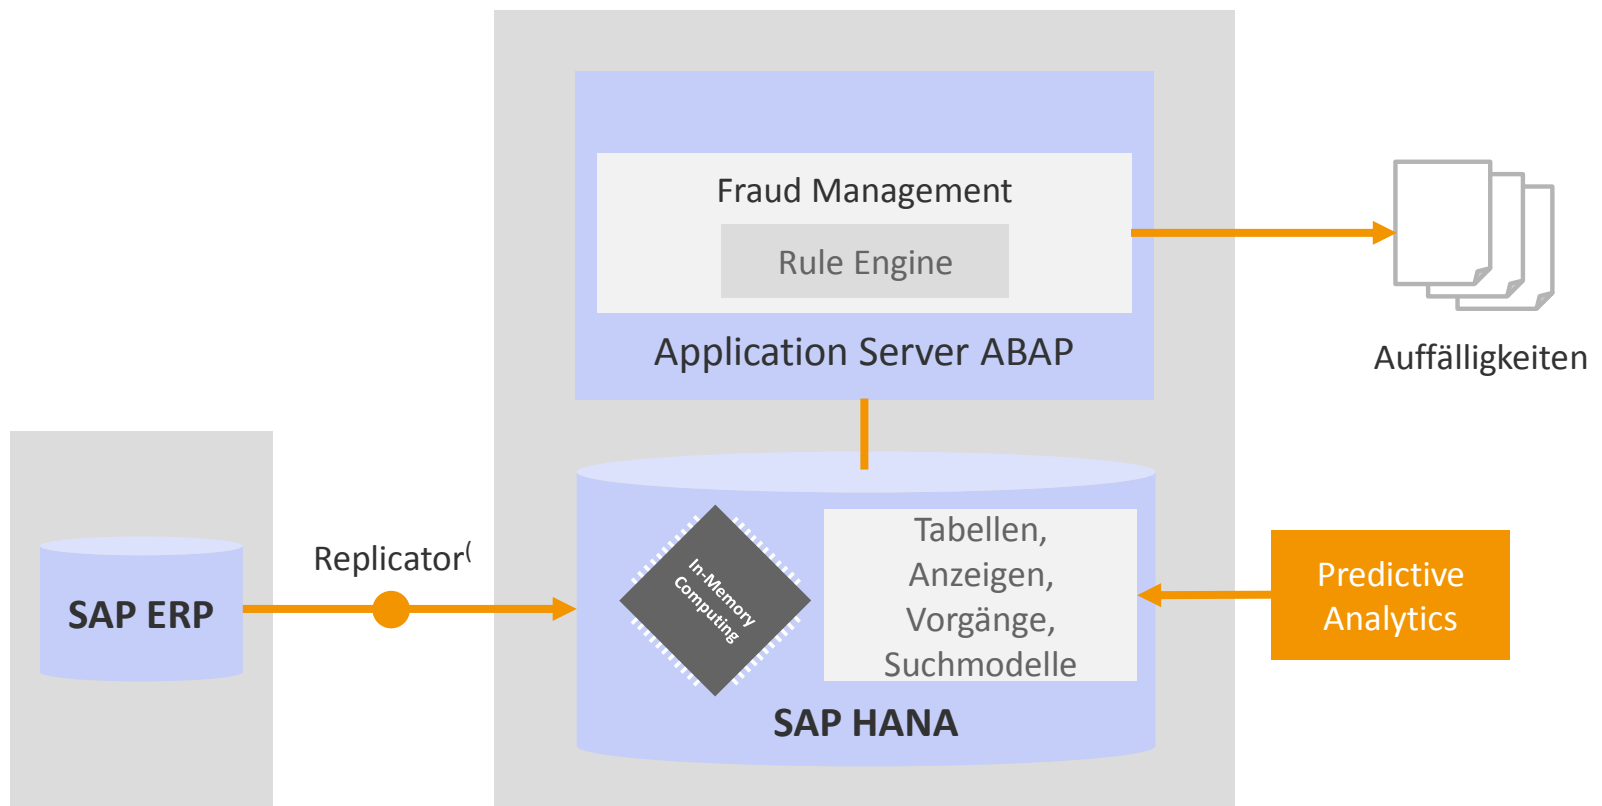 Fraud Management
Rule Engine
Application Server ABAP
Auffälligkeiten
Replicator(
SAP ERP
In-Memory
Computing
Tabellen,
Anzeigen,
Vorgänge,
Suchmodelle
SAP HANA
Predictive
Analytics